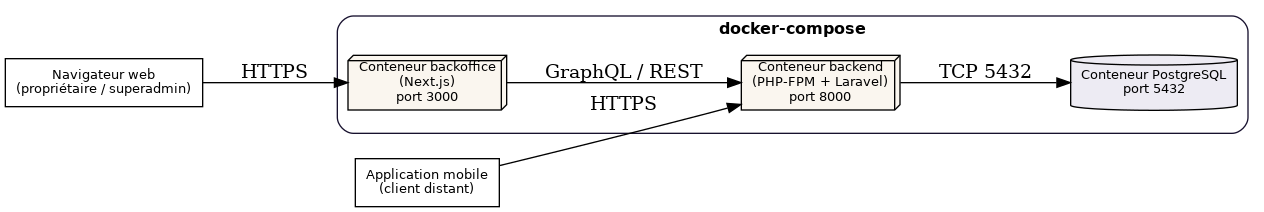 docker-compose
Navigateur web
(propriétaire / superadmin)
HTTPS
Conteneur backoffice
(Next.js)
port 3000
GraphQL / REST
Conteneur backend
(PHP-FPM + Laravel)
port 8000
TCP 5432
Conteneur PostgreSQL
port 5432
HTTPS
Application mobile
(client distant)